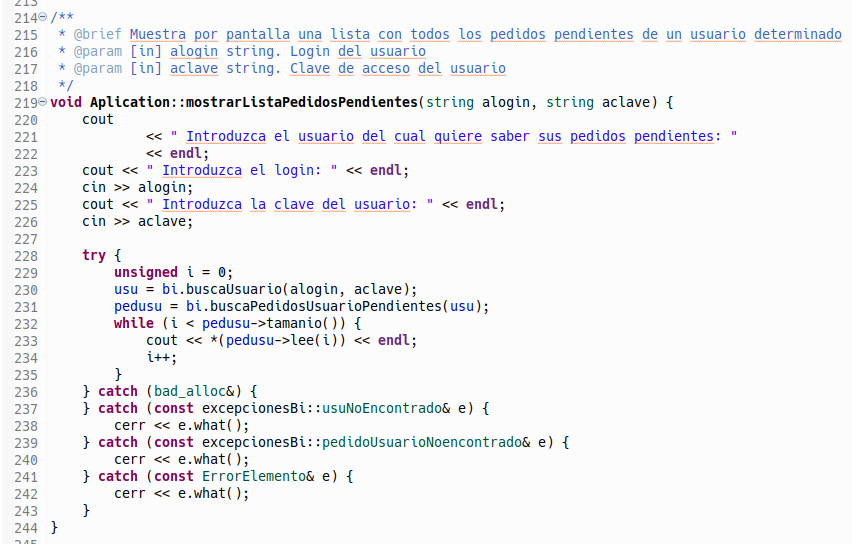 213
214 /**
215 * @brief Muestra por pantalla una lista con todos los pedidos pendientes de un usuario determinado
216 * @param [in] alogin string. Login del usuario
217 * @param [in] aclave string. Clave de acceso del usuario
218 */
219 void Aplication::mostrarListaPedidosPendientes(string alogin, string aclave) {
220 cout
221 << " Introduzca el usuario del cual quiere saber sus pedidos pendientes: "
222 << endl;
223 cout << " Introduzca el login: " << endl;
224 cin >> alogin;
225 cout << " Introduzca la clave del usuario: " << endl;
226 cin >> aclave;
227
228 try {
229 unsigned i = 0;
230 usu = bi.buscaUsuario(alogin, aclave);
231 pedusu = bi.buscaPedidosUsuarioPendientes(usu);
232 while (i < pedusu->tamanio()) {
233 cout << *(pedusu->lee(i)) << endl;
234 i++;
235 }
236 } catch (bad_alloc&) {
237 } catch (const excepcionesBi::usuNoEncontrado& e) {
238 cerr << e.what();
239 } catch (const excepcionesBi::pedidoUsuarioNoencontrado& e) {
240 cerr << e.what();
241 } catch (const ErrorElemento& e) {
242 cerr << e.what();
243 }
244 }
245